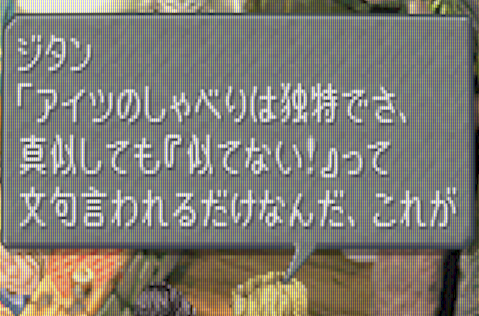 ジタン
「アイツのしゃべりは独特でさ、
真似しても『似てない!』って
文句言われるだけなんだ、これが